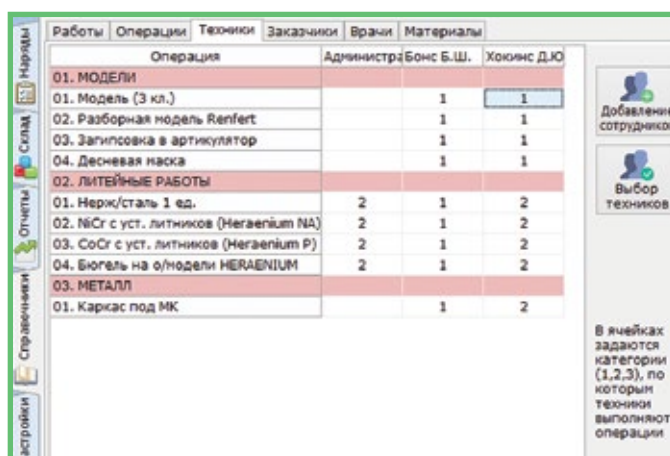 Работы Операции Техники Заказчики Врачи Материалы
Операция Администра Бонс Б.Ш. Хокинс Д.Ю
01. МОДЕЛИ
01. Модель (3 кл.) 1 1
02. Разборная модель Renfert 1 1
03. Загипсовка в артикулятор 1 1
04. Десневая маска 1 1
02. ЛИТЕЙНЫЕ РАБОТЫ
01. Нерж/сталь 1 ед. 2 1 2
02. NiCr с уст. литников (Heraenium NA) 2 1 2
03. CoCr с уст. литников (Heraenium P) 2 1 2
04. Бюгель на о/модели HERAENIUM 2 1 2
03. МЕТАЛЛ
01. Каркас под МК 1 2
Наряды
Склад
Отчеты
Справочники
астройки
Добавление
сотрудников
Выбор
техников
В ячейках
задаются
категории
(1,2,3), по
которым
техники
выполняют
операции